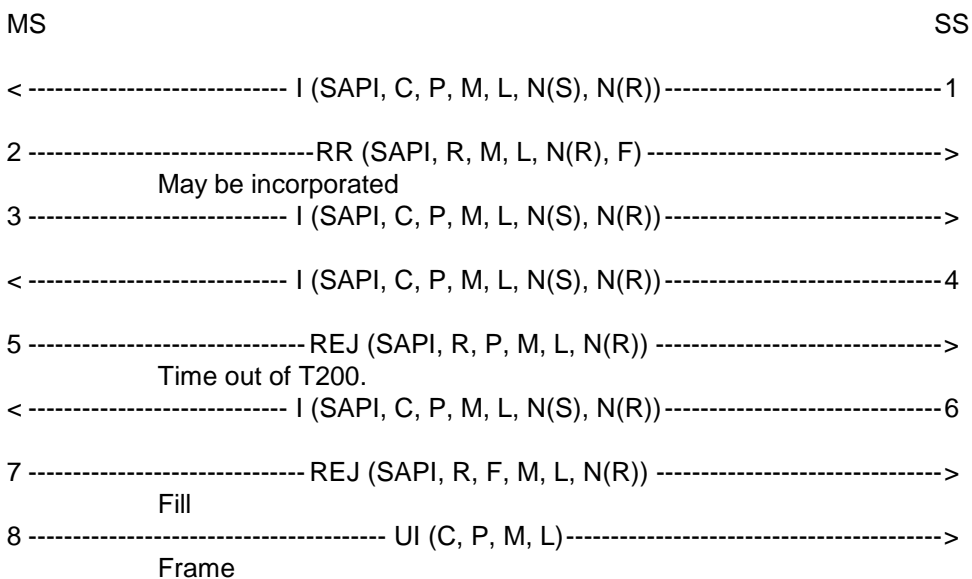 MS SS
< ----------------------------- I (SAPI, C, P, M, L, N(S), N(R))-------------------------------1
2 --------------------------------RR (SAPI, R, M, L, N(R), F) --------------------------------->
May be incorporated
3 ----------------------------- I (SAPI, C, P, M, L, N(S), N(R))------------------------------->
< ----------------------------- I (SAPI, C, P, M, L, N(S), N(R))-------------------------------4
5 -------------------------------REJ (SAPI, R, P, M, L, N(R)) -------------------------------->
Time out of T200.
< ----------------------------- I (SAPI, C, P, M, L, N(S), N(R))-------------------------------6
7 -------------------------------REJ (SAPI, R, F, M, L, N(R)) -------------------------------->
Fill
8 ---------------------------------------- UI (C, P, M, L)------------------------------------------>
Frame